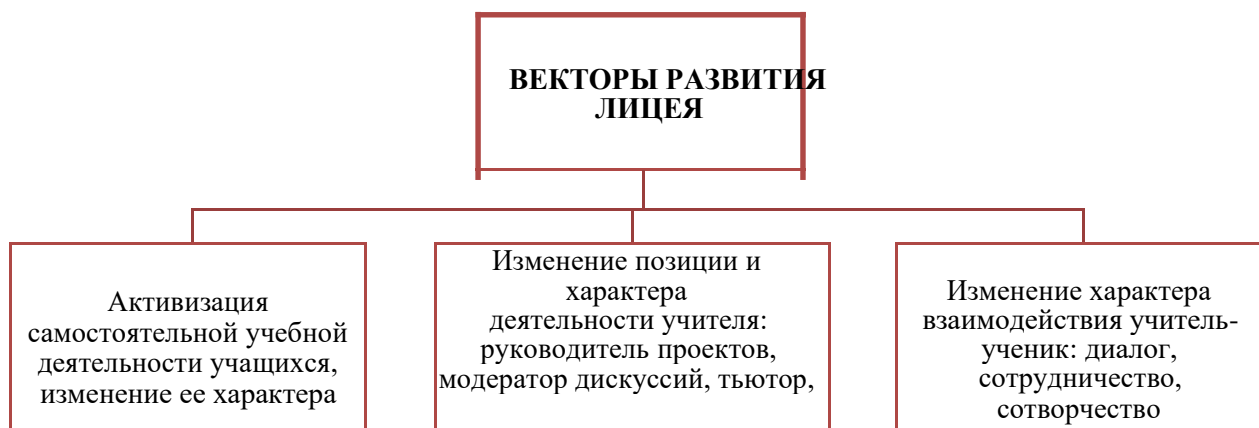 ВЕКТОРЫ РАЗВИТИЯ
ЛИЦЕЯ
Активизация
самостоятельной учебной
деятельности учащихся,
изменение ее характера
Изменение позиции и
характера
деятельности учителя:
руководитель проектов,
модератор дискуссий, тьютор,
Изменение характера
взаимодействия учитель-
ученик: диалог,
сотрудничество,
сотворчество